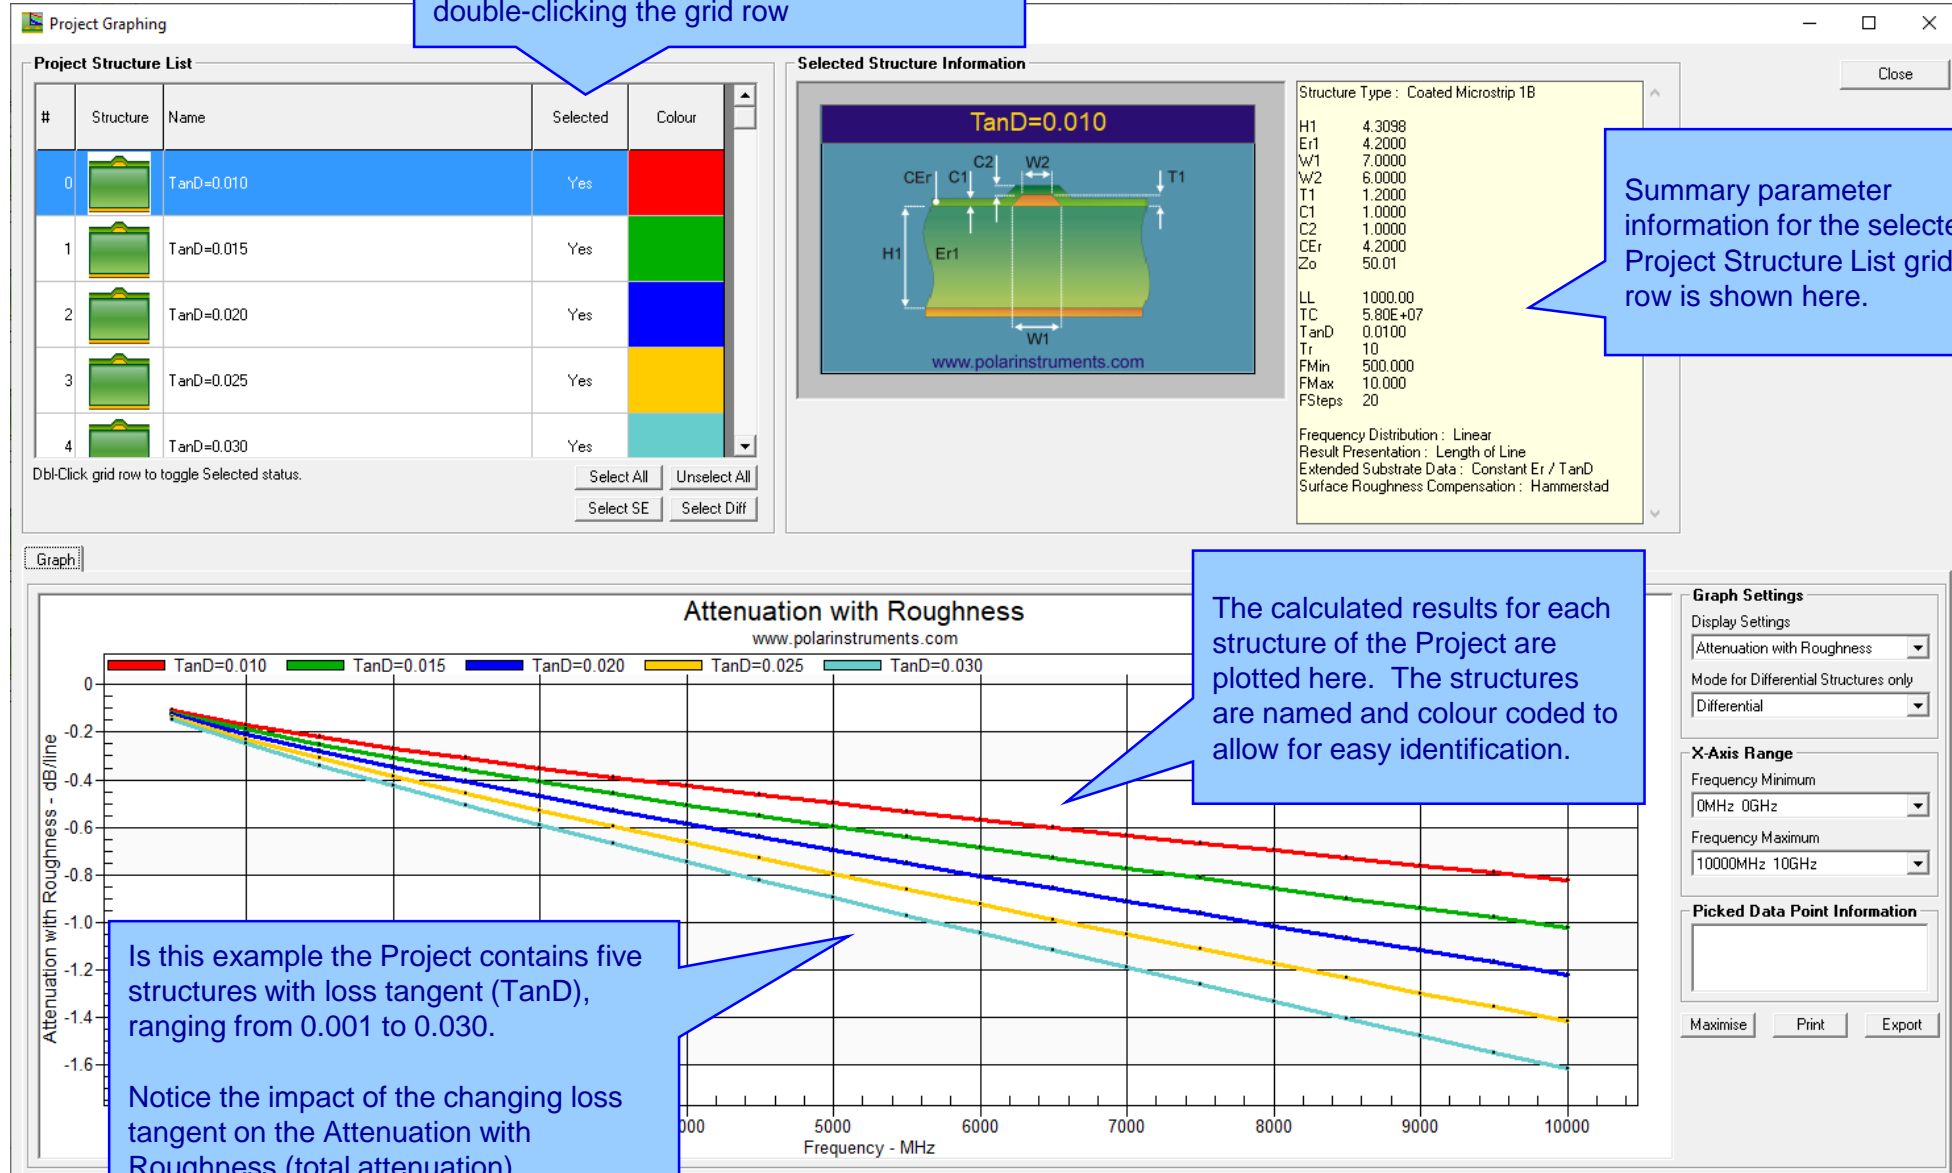 double-clicking the grid row
Project Graphing
Project Structure List
# Structure Name Selected Colour
0 TanD=0.010 Yes
1 TanD=0.015 Yes
2 TanD=0.020 Yes
3 TanD=0.025 Yes
4 TanD=0.030 Yes
Dbl-Click grid row to toggle Selected status.
Select All Unselect All
Select SE Select Diff
Selected Structure Information
TanD=0.010
C2 W2
CEr C1 T1
H1 Er1
W1
www.polarinstruments.com
Structure Type : Coated Microstrip 1B
H1 4.3098
Er1 4.2000
W1 7.0000
W2 6.0000
T1 1.2000
C1 1.0000
C2 1.0000
CEr 4.2000
Zo 50.01
LL 1000.00
TC 5.80E+07
TanD 0.0100
Tr 10
FMin 500.000
FMax 10.000
FSteps 20
Frequency Distribution : Linear
Result Presentation : Length of Line
Extended Substrate Data : Constant Er / TanD
Surface Roughness Compensation : Hammerstad
Close
Summary parameter
information for the selecte
Project Structure List grid
row is shown here.
Graph
Attenuation with Roughness
www.polarinstruments.com
TanD=0.010 TanD=0.015 TanD=0.020 TanD=0.025 TanD=0.030
Attenuation with Roughness - dB/line
0
-0.2
-0.4
-0.6
-0.8
-1.0
-1.2
-1.4
-1.6
000 5000 6000 7000 8000 9000 10000
Frequency - MHz
The calculated results for each
structure of the Project are
plotted here. The structures
are named and colour coded to
allow for easy identification.
Is this example the Project contains five
structures with loss tangent (TanD),
ranging from 0.001 to 0.030.
Notice the impact of the changing loss
tangent on the Attenuation with
Roughness (total attenuation)
Graph Settings
Display Settings
Attenuation with Roughness
Mode for Differential Structures only
Differential
X-Axis Range
Frequency Minimum
0MHz 0GHz
Frequency Maximum
10000MHz 10GHz
Picked Data Point Information
Maximise Print Export